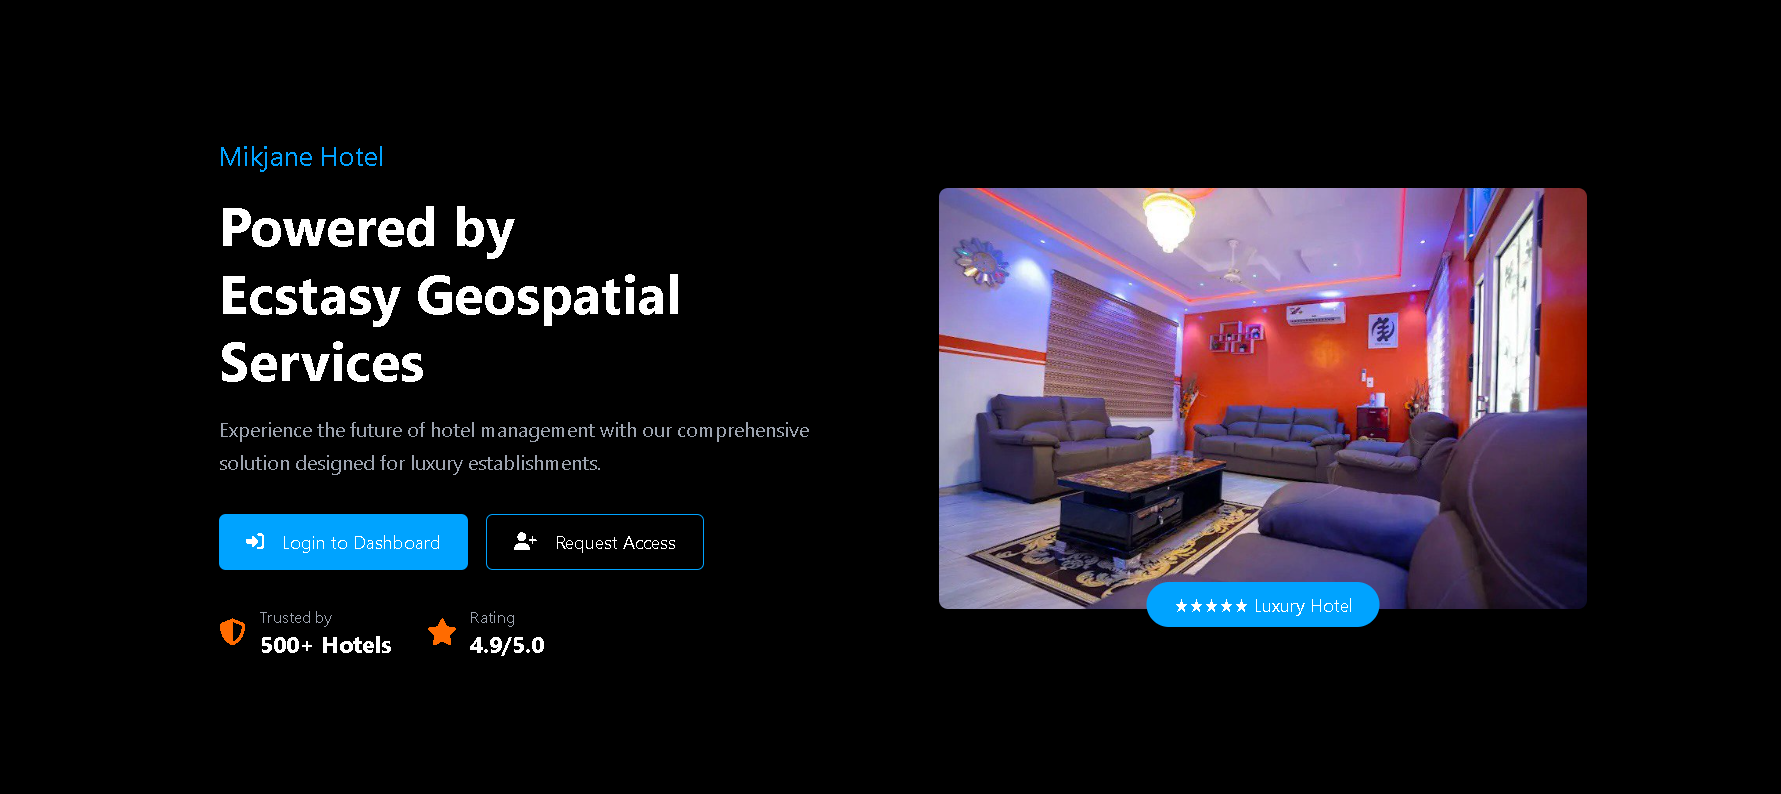 Mikjane Hotel
Powered by
Ecstasy Geospatial
Services
Experience the future of hotel management with our comprehensive
solution designed for luxury establishments.
Login to Dashboard
Request Access
Trusted by
500+ Hotels
Rating
4.9/5.0
★★★★★ Luxury Hotel